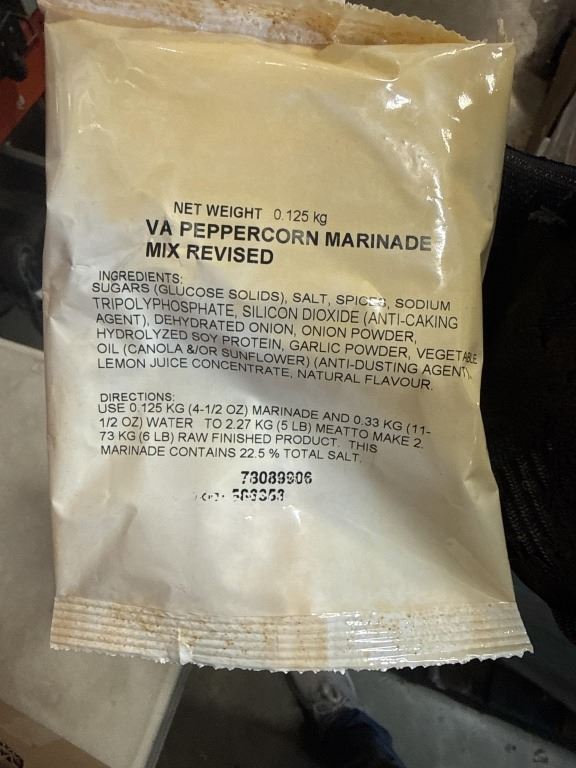 NET WEIGHT 0.125 kg
VA PEPPERCORN MARINADE
MIX REVISED
INGREDIENTS:
SUGARS (GLUCOSE SOLIDS), SALT, SPICES, SODIUM
TRIPOLYPHOSPHATE, SILICON DIOXIDE (ANTI-CAKING
AGENT), DEHYDRATED ONION, ONION POWDER,
HYDROLYZED SOY PROTEIN, GARLIC POWDER, VEGETABLE
OIL (CANOLA &/OR SUNFLOWER) (ANTI-DUSTING AGENT),
LEMON JUICE CONCENTRATE, NATURAL FLAVOUR.
DIRECTIONS:
USE 0.125 KG (4-1/2 OZ) MARINADE AND 0.33 KG (11-
1/2 OZ) WATER TO 2.27 KG (5 LB) MEATTO MAKE 2.
73 KG (6 LB) RAW FINISHED PRODUCT. THIS
MARINADE CONTAINS 22.5 % TOTAL SALT.